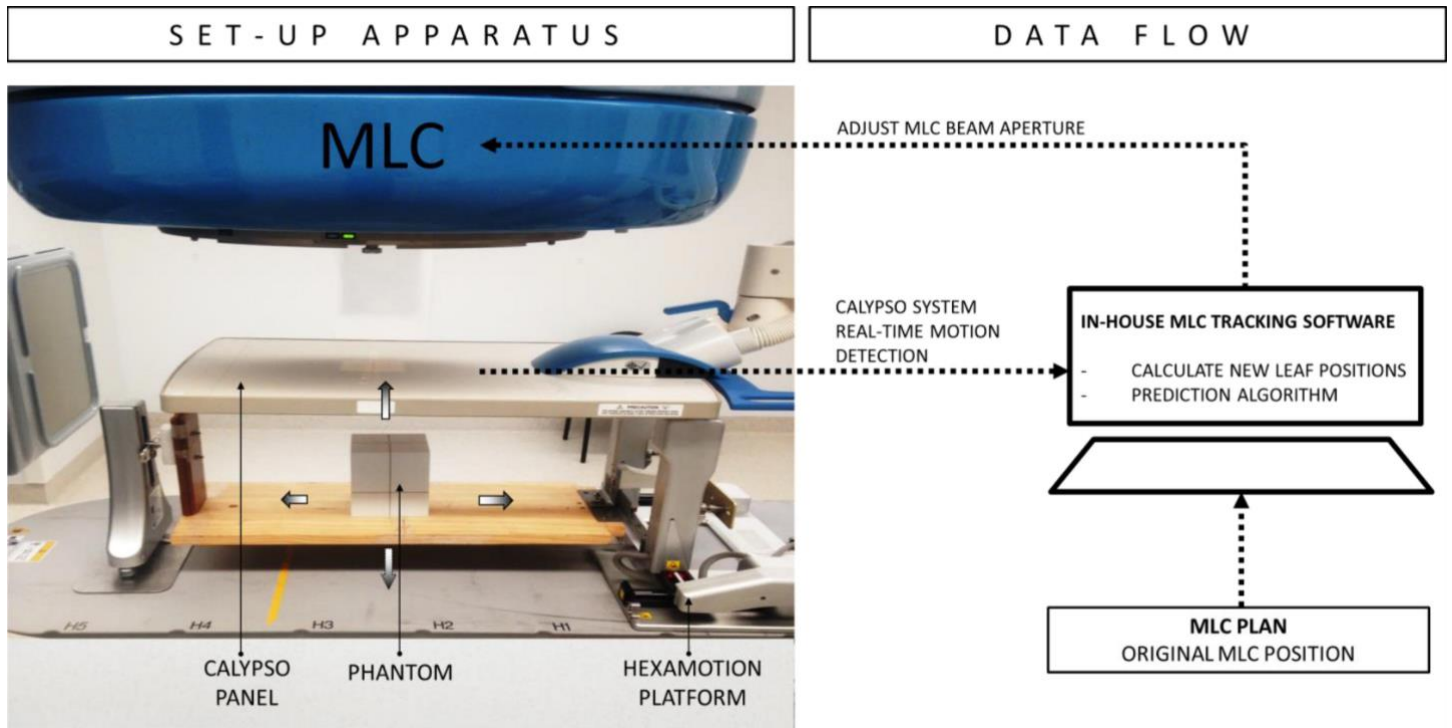 SET-UP APPARATUS
DATA FLOW
MLC
ADJUST MLC BEAM APERTURE
CALYPSO SYSTEM
REAL-TIME MOTION
DETECTION
IN-HOUSE MLC TRACKING SOFTWARE
- CALCULATE NEW LEAF POSITIONS
- PREDICTION ALGORITHM
PRECAUTION
H5
H4
H3
H2
H1
CALYPSO
PANEL
PHANTOM
HEXAMOTION
PLATFORM
MLC PLAN
ORIGINAL MLC POSITION